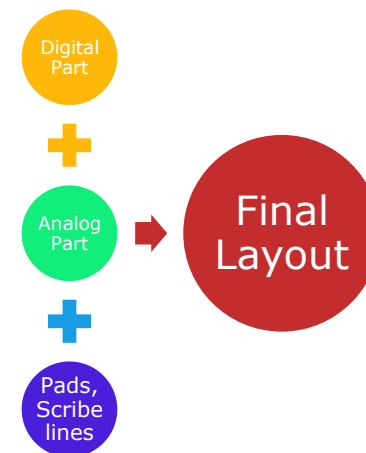 Digital
Part
Analog
Part
Pads,
Scribe
lines
Final
Layout